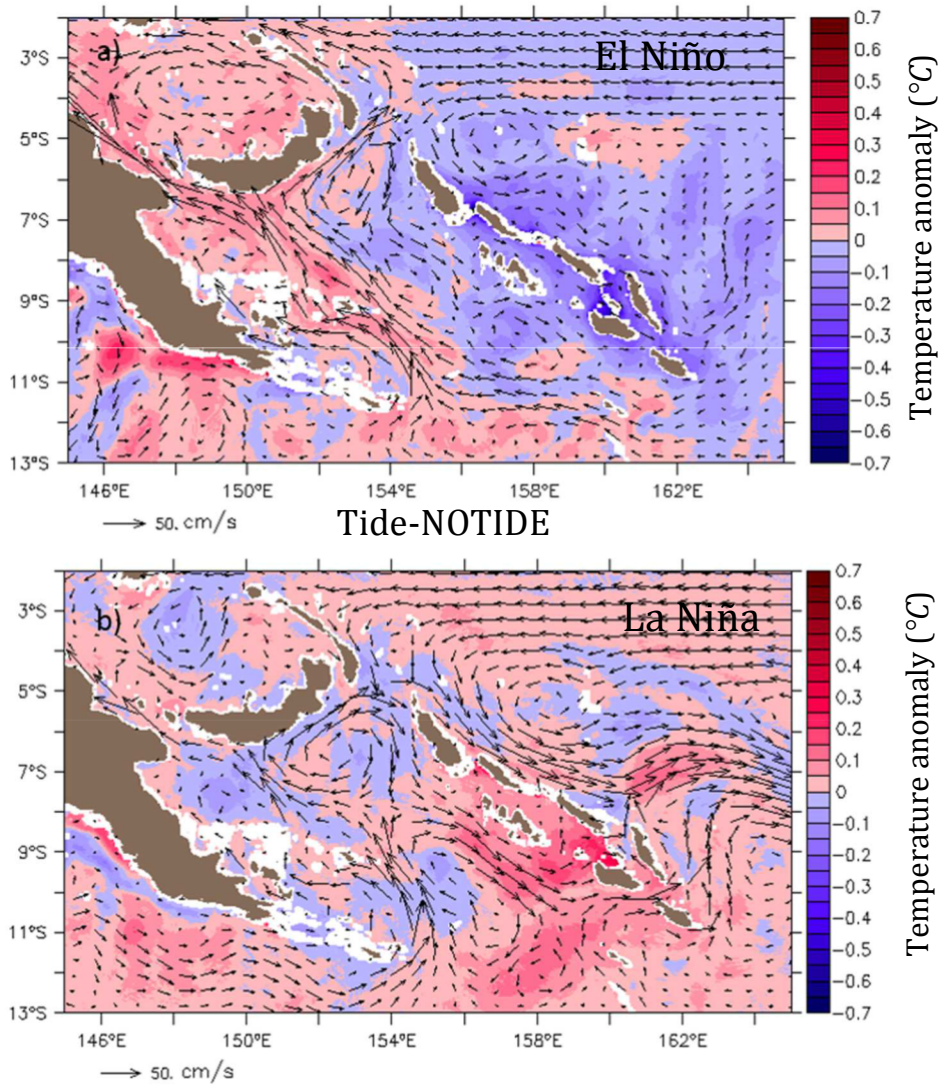 a)
El Niño
3°S
5°S
7°S
9°S
11°S
13°S
146°E 150°E 154°E 158°E 162°E
50. cm/s
0.7
0.6
0.5
0.4
0.3
0.2
0.1
0
−0.1
−0.2
−0.3
−0.4
−0.5
−0.6
−0.7
Temperature anomaly (°C)
Tide-NOTIDE
b)
La Niña
3°S
5°S
7°S
9°S
11°S
13°S
146°E 150°E 154°E 158°E 162°E
50. cm/s
0.7
0.6
0.5
0.4
0.3
0.2
0.1
0
−0.1
−0.2
−0.3
−0.4
−0.5
−0.6
−0.7
Temperature anomaly (°C)